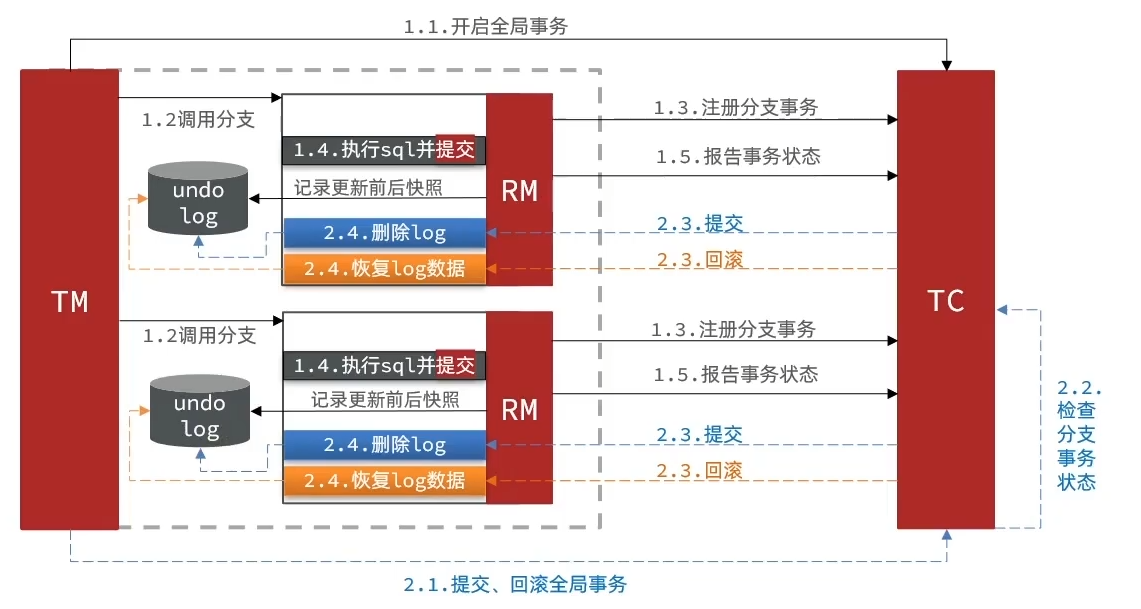 1.1.开启全局事务
TM
1.2调用分支
1.4.执行sql并提交
记录更新前后快照
undo
log
2.4.删除log
2.4.恢复log数据
RM
1.3.注册分支事务
1.5.报告事务状态
2.3.提交
2.3.回滚
1.2调用分支
1.4.执行sql并提交
记录更新前后快照
undo
log
2.4.删除log
2.4.恢复log数据
RM
1.3.注册分支事务
1.5.报告事务状态
2.3.提交
2.3.回滚
TC
2.2.
检查
分支
事务
状态
2.1.提交、回滚全局事务